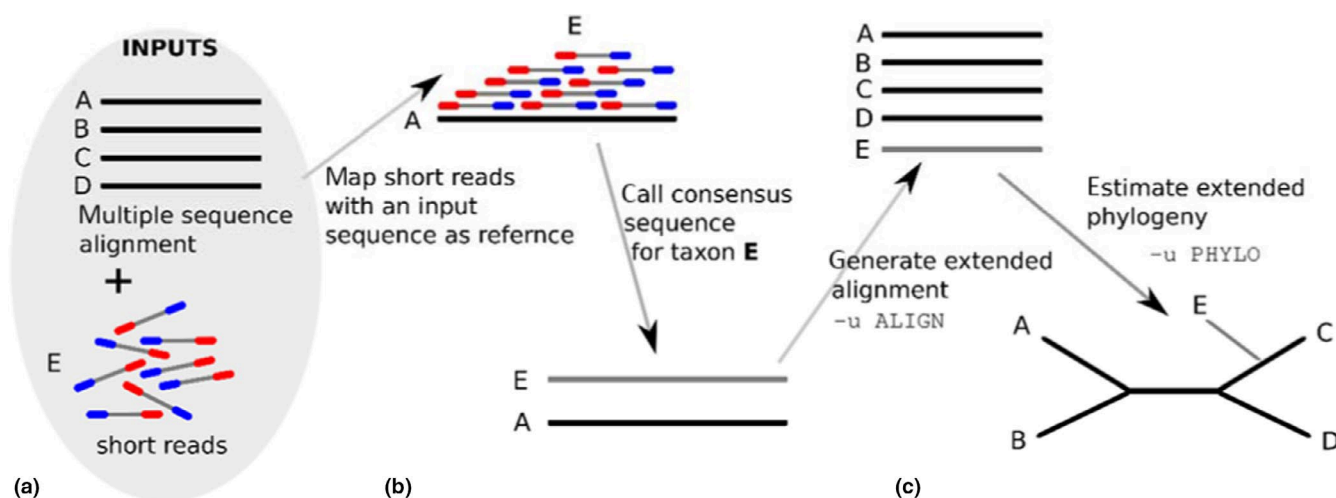 INPUTS
A
B
C
D
Multiple sequence
alignment
+
E
short reads
(a)
Map short reads
with an input
sequence as refernce
E
A
Call consensus
sequence
for taxon E
E
A
(b)
Generate extended
alignment
-u ALIGN
A
B
C
D
E
Estimate extended
phylogeny
-u PHYLO
E
A
C
B
D
(c)